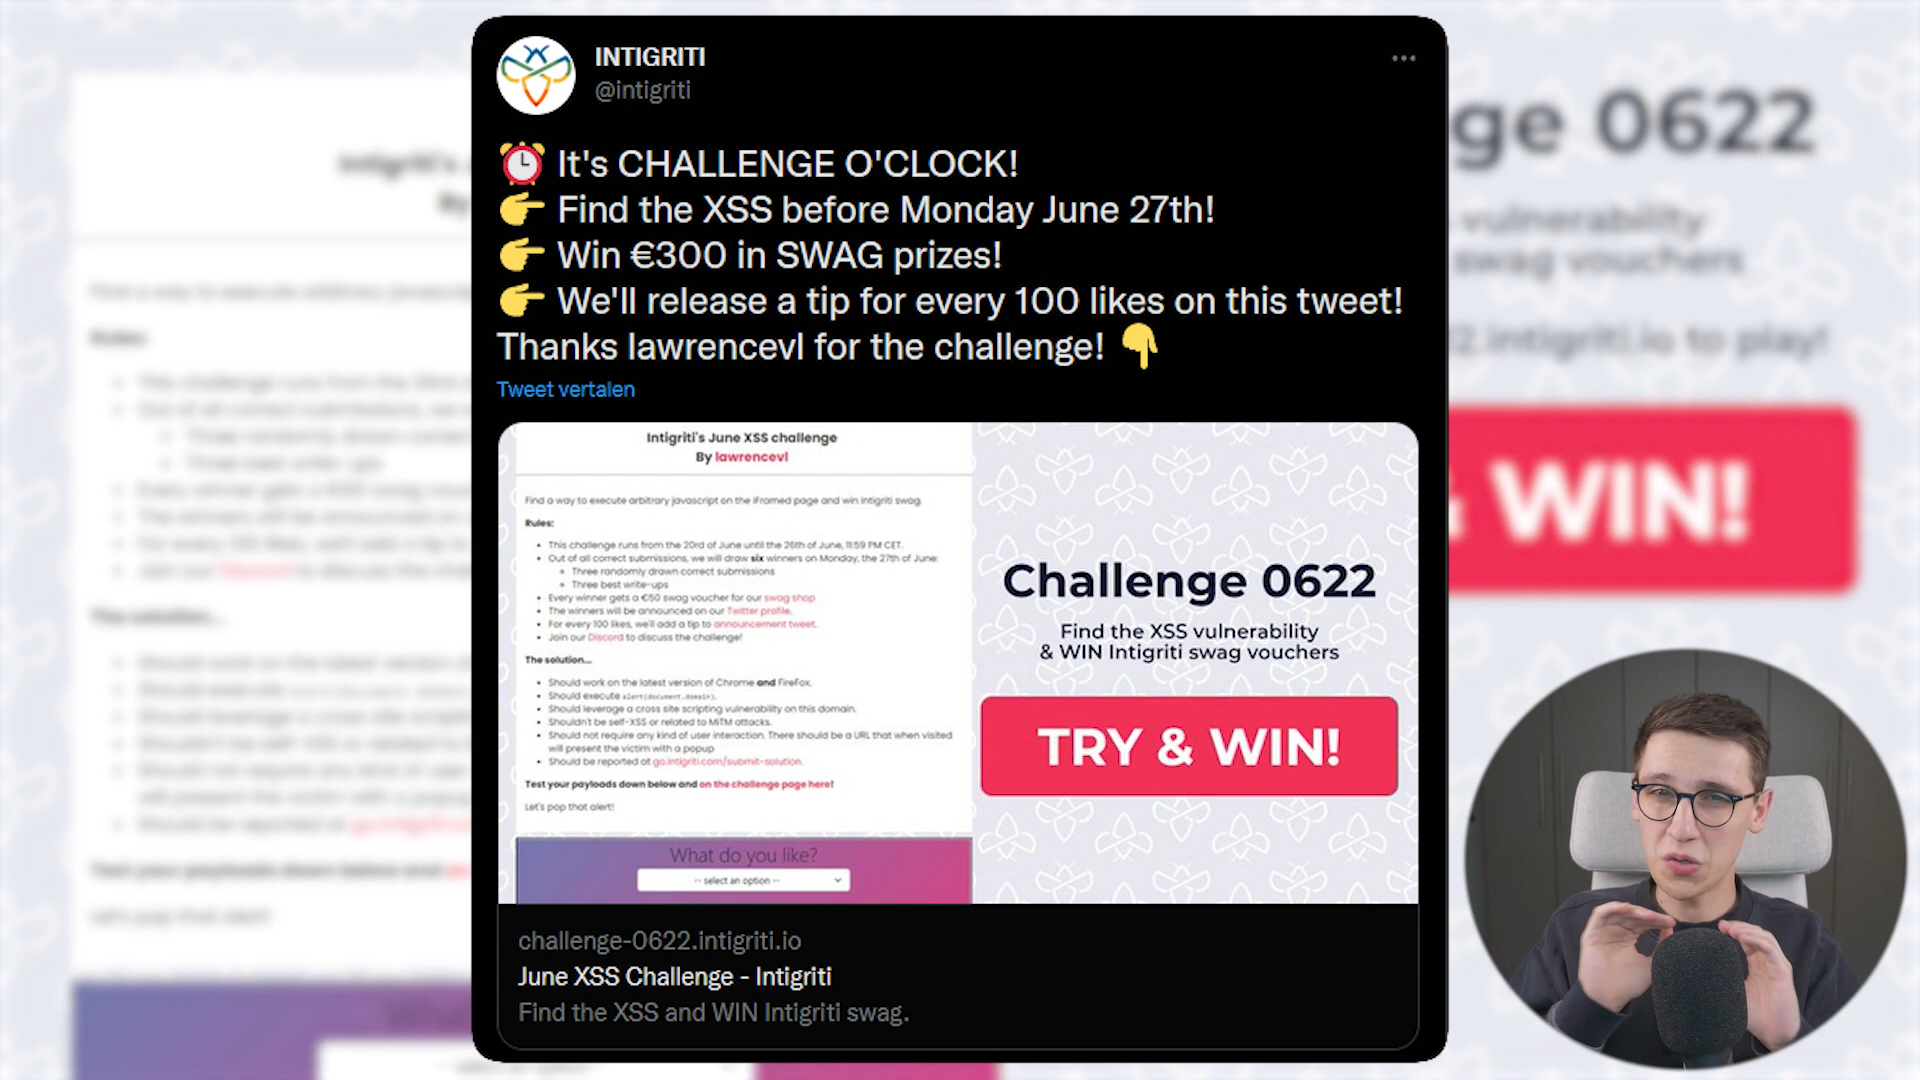 INTIGRITI
@intigriti
⏰ It's CHALLENGE O'CLOCK!
👉 Find the XSS before Monday June 27th!
👉 Win €300 in SWAG prizes!
👉 We'll release a tip for every 100 likes on this tweet!
Thanks lawrencevl for the challenge! 👇
Tweet vertalen
Intigriti's June XSS challenge
By lawrencevl
Find a way to execute arbitrary javascript on the iFramed page and win Intigriti swag.
Rules:
• This challenge runs from the 20rd of June until the 26th of June, 11:59 PM CET.
• Out of all correct submissions, we will draw six winners on Monday, the 27th of June:
• Three randomly drawn correct submissions
• Three best write-ups
• Every winner gets a €50 swag voucher for our swag shop
• The winners will be announced on our Twitter profile.
• For every 100 likes, we'll add a tip to announcement tweet.
• Join our Discord to discuss the challenge!
The solution...
• Should work on the latest version of Chrome and FireFox.
• Should execute alert(document.domain).
• Should leverage a cross site scripting vulnerability on this domain.
• Shouldn't be self-XSS or related to MiTM attacks.
• Should not require any kind of user interaction. There should be a URL that when visited
will present the victim with a popup
• Should be reported at go.intigriti.com/submit-solution.
Test your payloads down below and on the challenge page here!
Let's pop that alert!
What do you like?
-- select an option --
Challenge 0622
Find the XSS vulnerability
& WIN Intigriti swag vouchers
TRY & WIN!
challenge-0622.intigriti.io
June XSS Challenge - Intigriti
Find the XSS and WIN Intigriti swag.
ge 0622
vulnerability
swag vouchers
.intigriti.io to play!
WIN!